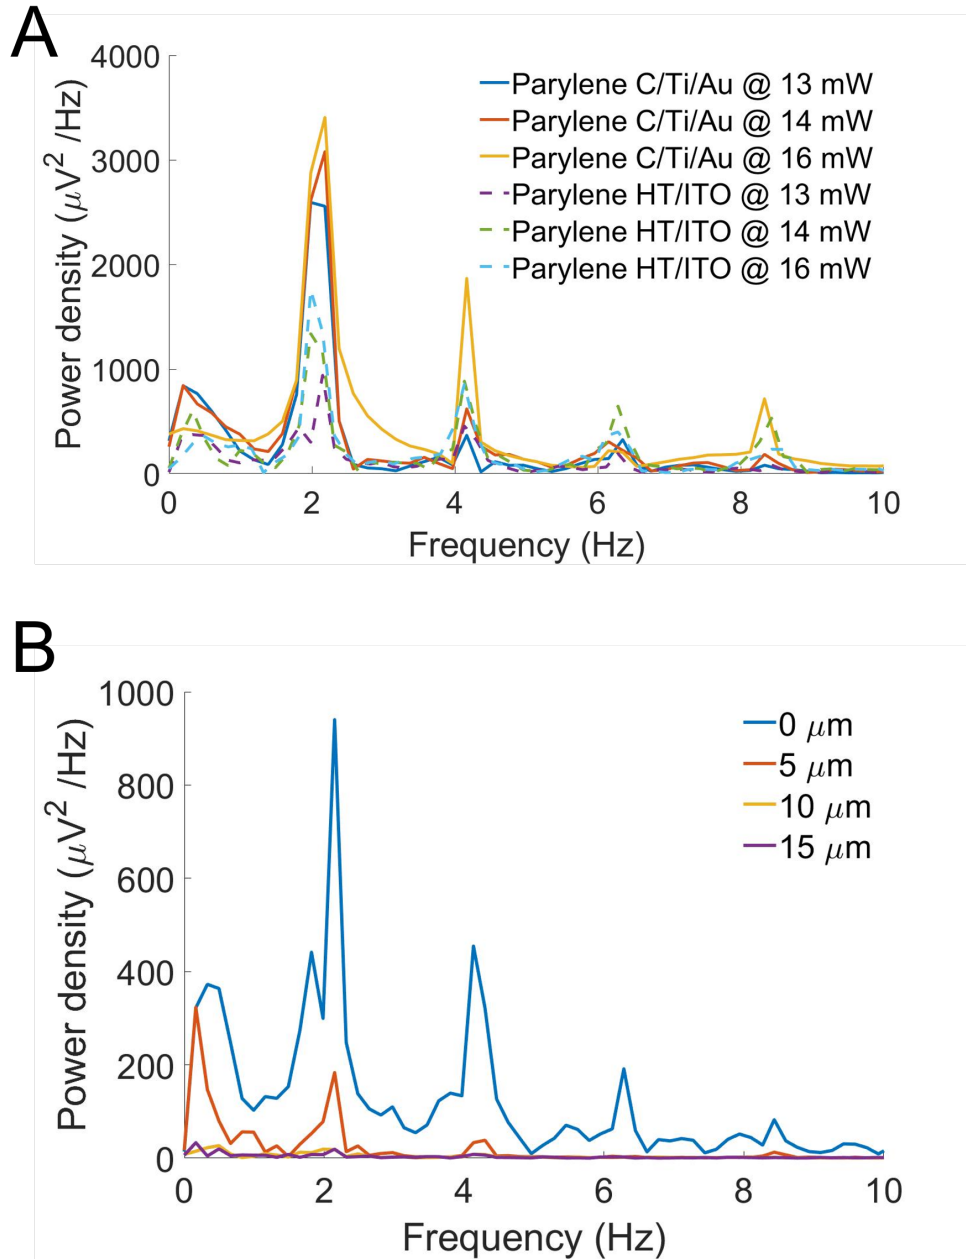 A
4000
3000
2000
1000
0
Power density (μV² /Hz)
Parylene C/Ti/Au @ 13 mW
Parylene C/Ti/Au @ 14 mW
Parylene C/Ti/Au @ 16 mW
Parylene HT/ITO @ 13 mW
Parylene HT/ITO @ 14 mW
Parylene HT/ITO @ 16 mW
0 2 4 6 8 10
Frequency (Hz)
B
1000
800
600
400
200
0
Power density (μV² /Hz)
0 μm
5 μm
10 μm
15 μm
0 2 4 6 8 10
Frequency (Hz)